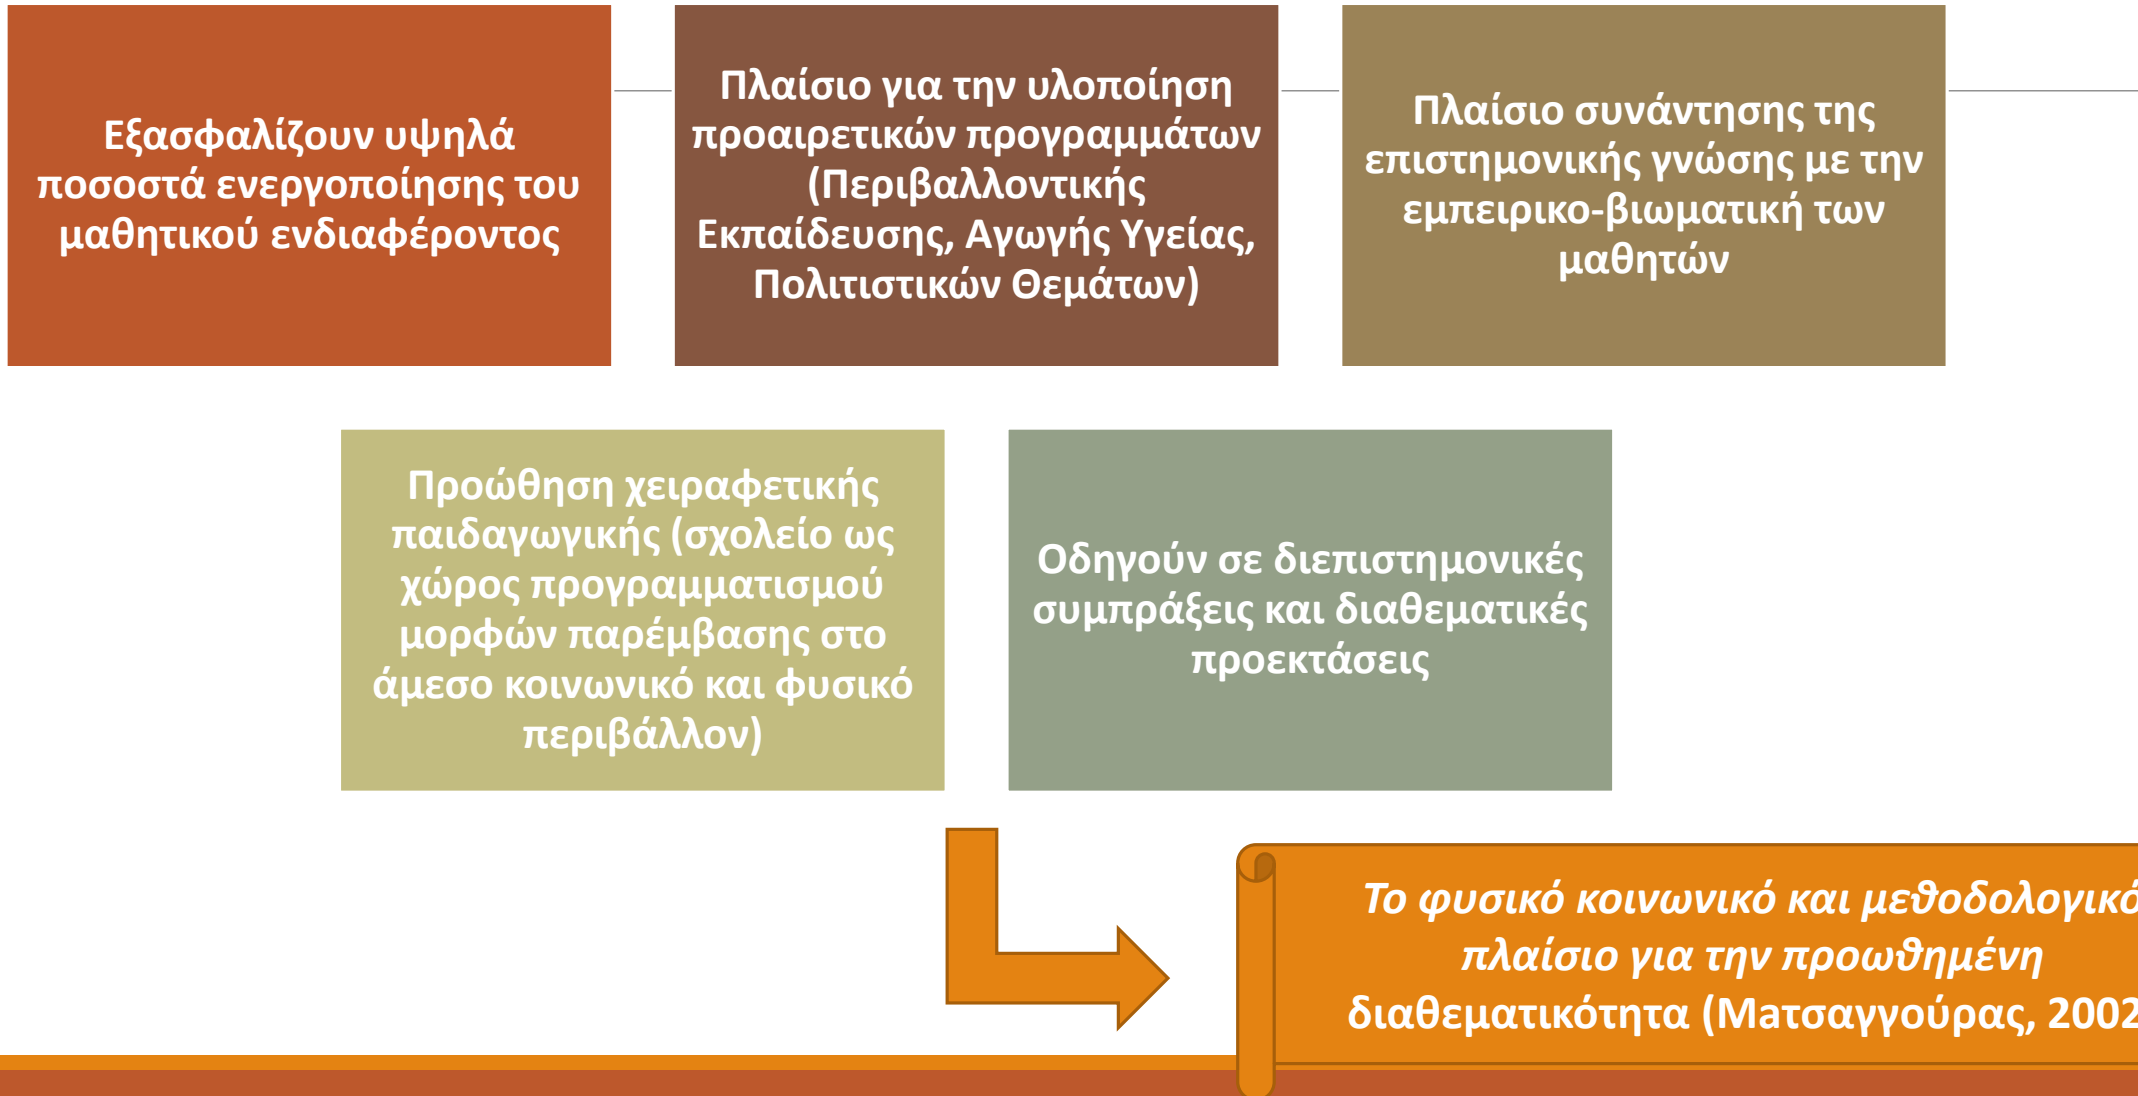 Εξασφαλίζουν υψηλά
ποσοστά ενεργοποίησης του
μαθητικού ενδιαφέροντος
Πλαίσιο για την υλοποίηση
προαιρετικών προγραμμάτων
(Περιβαλλοντικής
Εκπαίδευσης, Αγωγής Υγείας,
Πολιτιστικών Θεμάτων)
Πλαίσιο συνάντησης της
επιστημονικής γνώσης με την
εμπειρικο-βιωματική των
μαθητών
Προώθηση χειραφετικής
παιδαγωγικής (σχολείο ως
χώρος προγραμματισμού
μορφών παρέμβασης στο
άμεσο κοινωνικό και φυσικό
περιβάλλον)
Οδηγούν σε διεπιστημονικές
συμπράξεις και διαθεματικές
προεκτάσεις
Το φυσικό κοινωνικό και μεθοδολογικό
πλαίσιο για την προωθημένη
διαθεματικότητα (Ματσαγγούρας, 2002